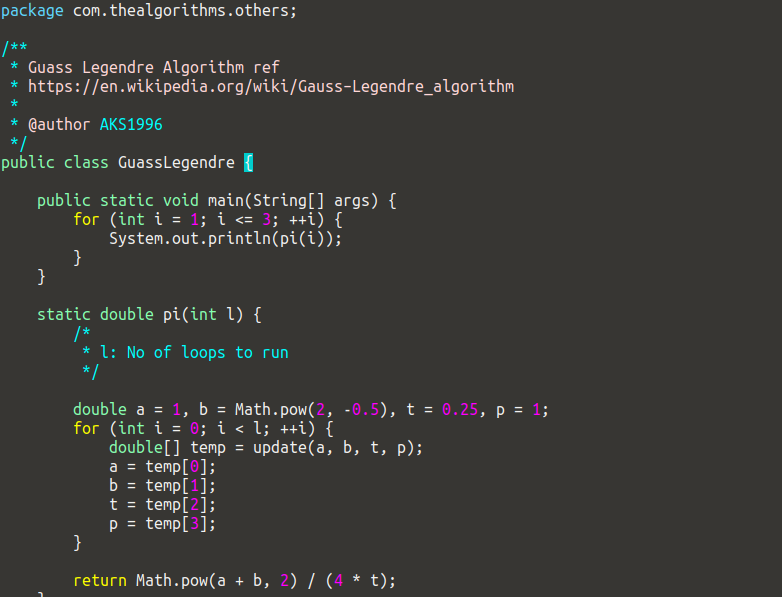 package com.thealgorithms.others;
/**
* Guass Legendre Algorithm ref
* https://en.wikipedia.org/wiki/Gauss-Legendre_algorithm
*
* @author AKS1996
*/
public class GuassLegendre {
public static void main(String[] args) {
for (int i = 1; i <= 3; ++i) {
System.out.println(pi(i));
}
}
static double pi(int l) {
/*
* l: No of loops to run
*/
double a = 1, b = Math.pow(2, -0.5), t = 0.25, p = 1;
for (int i = 0; i < l; ++i) {
double[] temp = update(a, b, t, p);
a = temp[0];
b = temp[1];
t = temp[2];
p = temp[3];
}
return Math.pow(a + b, 2) / (4 * t);